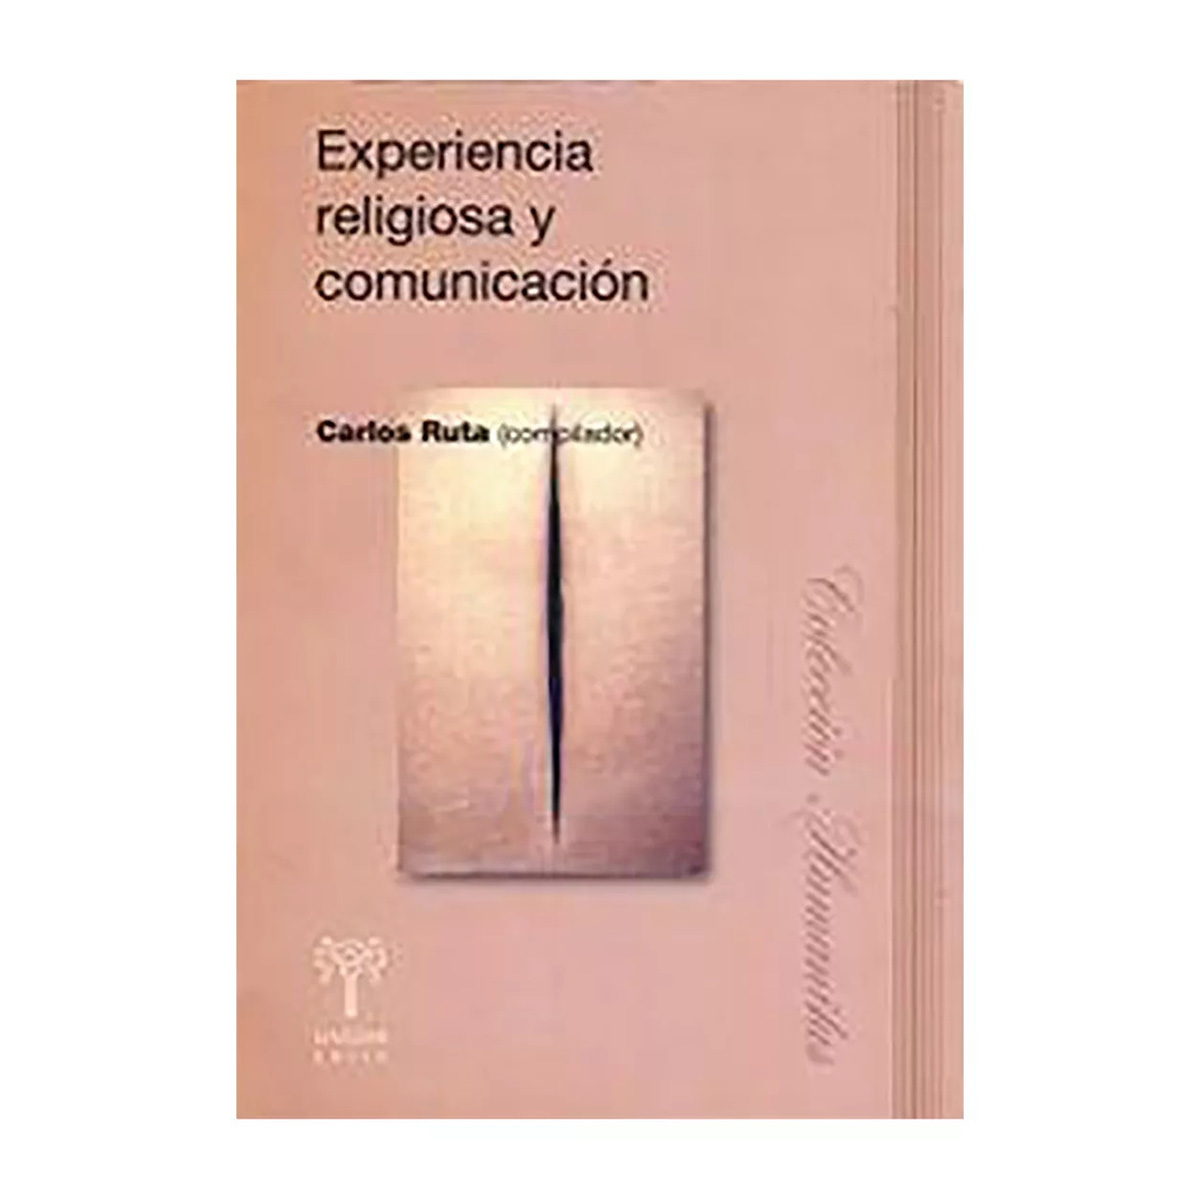 Experiencia
religiosa y
comunicación
Carlos Ruta (compilador)
Colección Humanitas